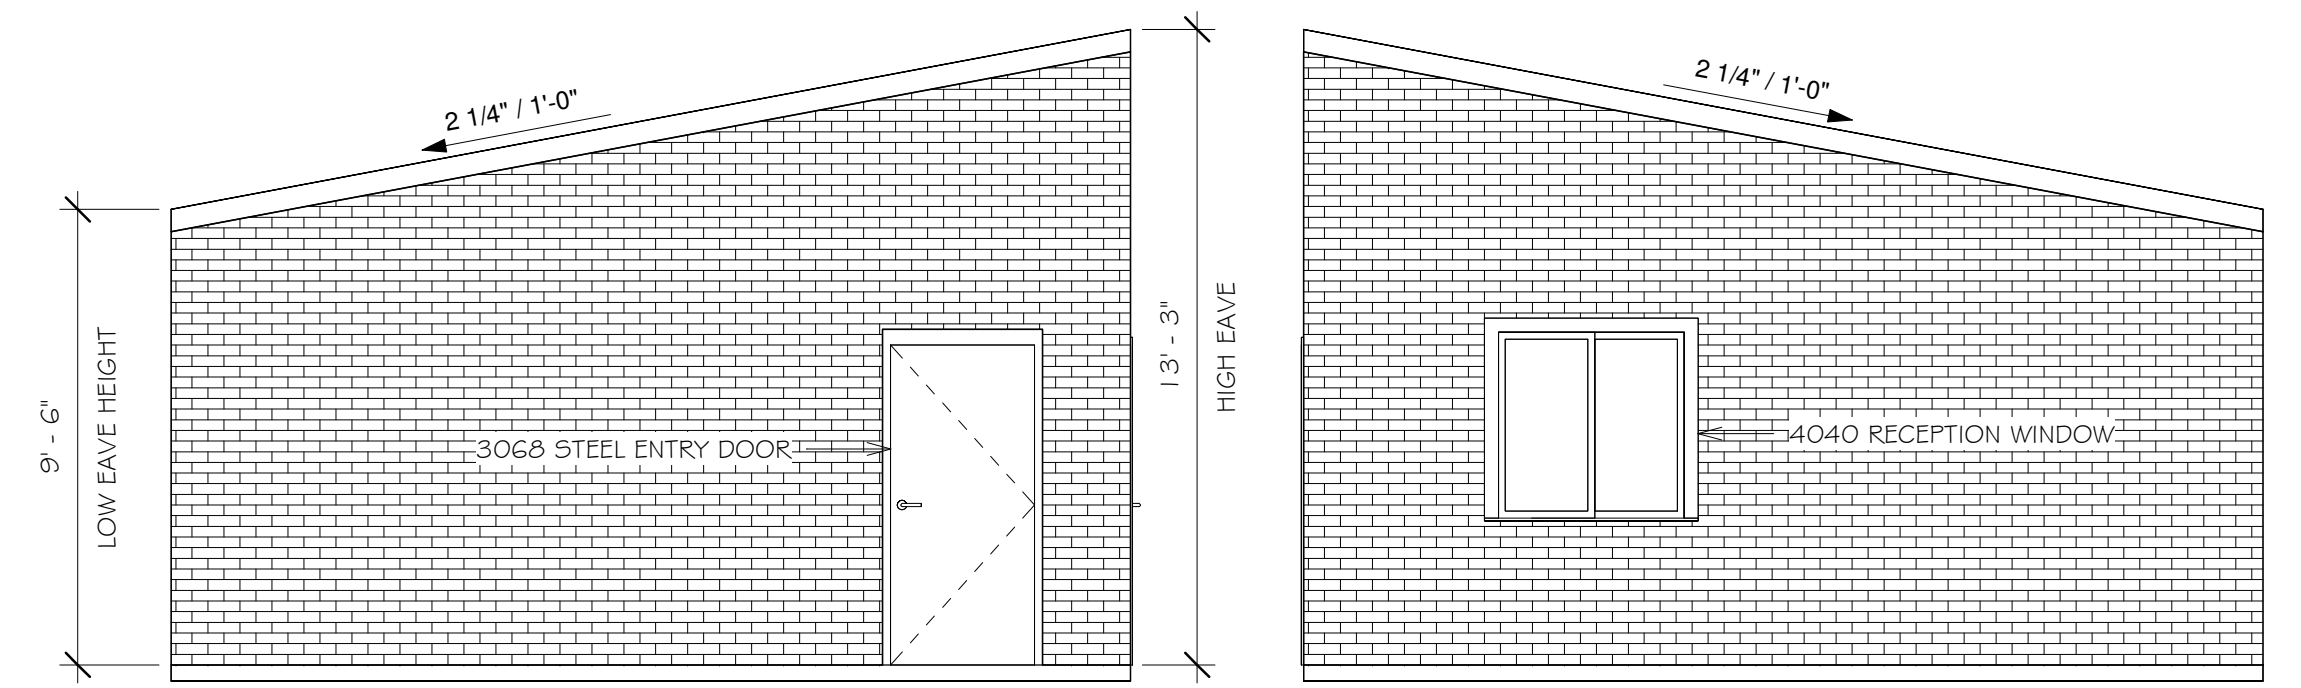 2 1/4" / 1'-0"
9' - 6"
LOW EAVE HEIGHT
3068 STEEL ENTRY DOOR
13' - 3"
HIGH EAVE
2 1/4" / 1'-0"
4040 RECEPTION WINDOW